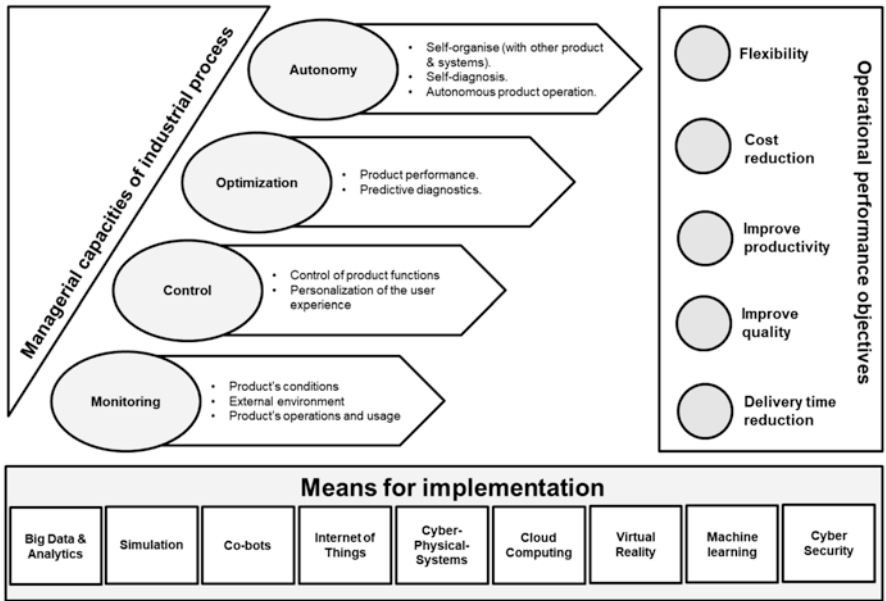 Managerial capacities of industrial process
Autonomy
• Self-organise (with other product
& systems).
• Self-diagnosis.
• Autonomous product operation.
Optimization
• Product performance.
• Predictive diagnostics.
Control
• Control of product functions
• Personalization of the user
experience
Monitoring
• Product's conditions
• External environment
• Product's operations and usage
Operational performance objectives
Flexibility
Cost
reduction
Improve
productivity
Improve
quality
Delivery time
reduction
Means for implementation
Big Data &
Analytics
Simulation
Co-bots
Internet of
Things
Cyber-
Physical-
Systems
Cloud
Computing
Virtual
Reality
Machine
learning
Cyber
Security